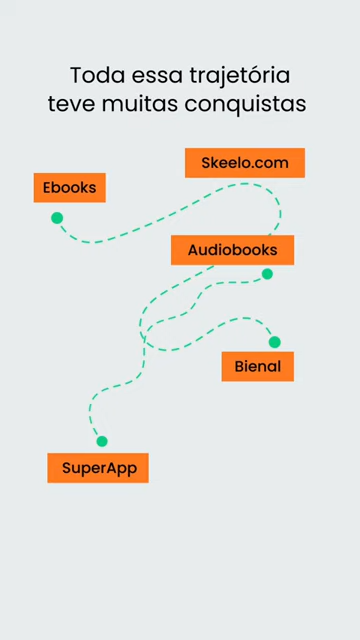 Toda essa trajetória
teve muitas conquistas
Skeelo.com
Ebooks
Audiobooks
Bienal
SuperApp